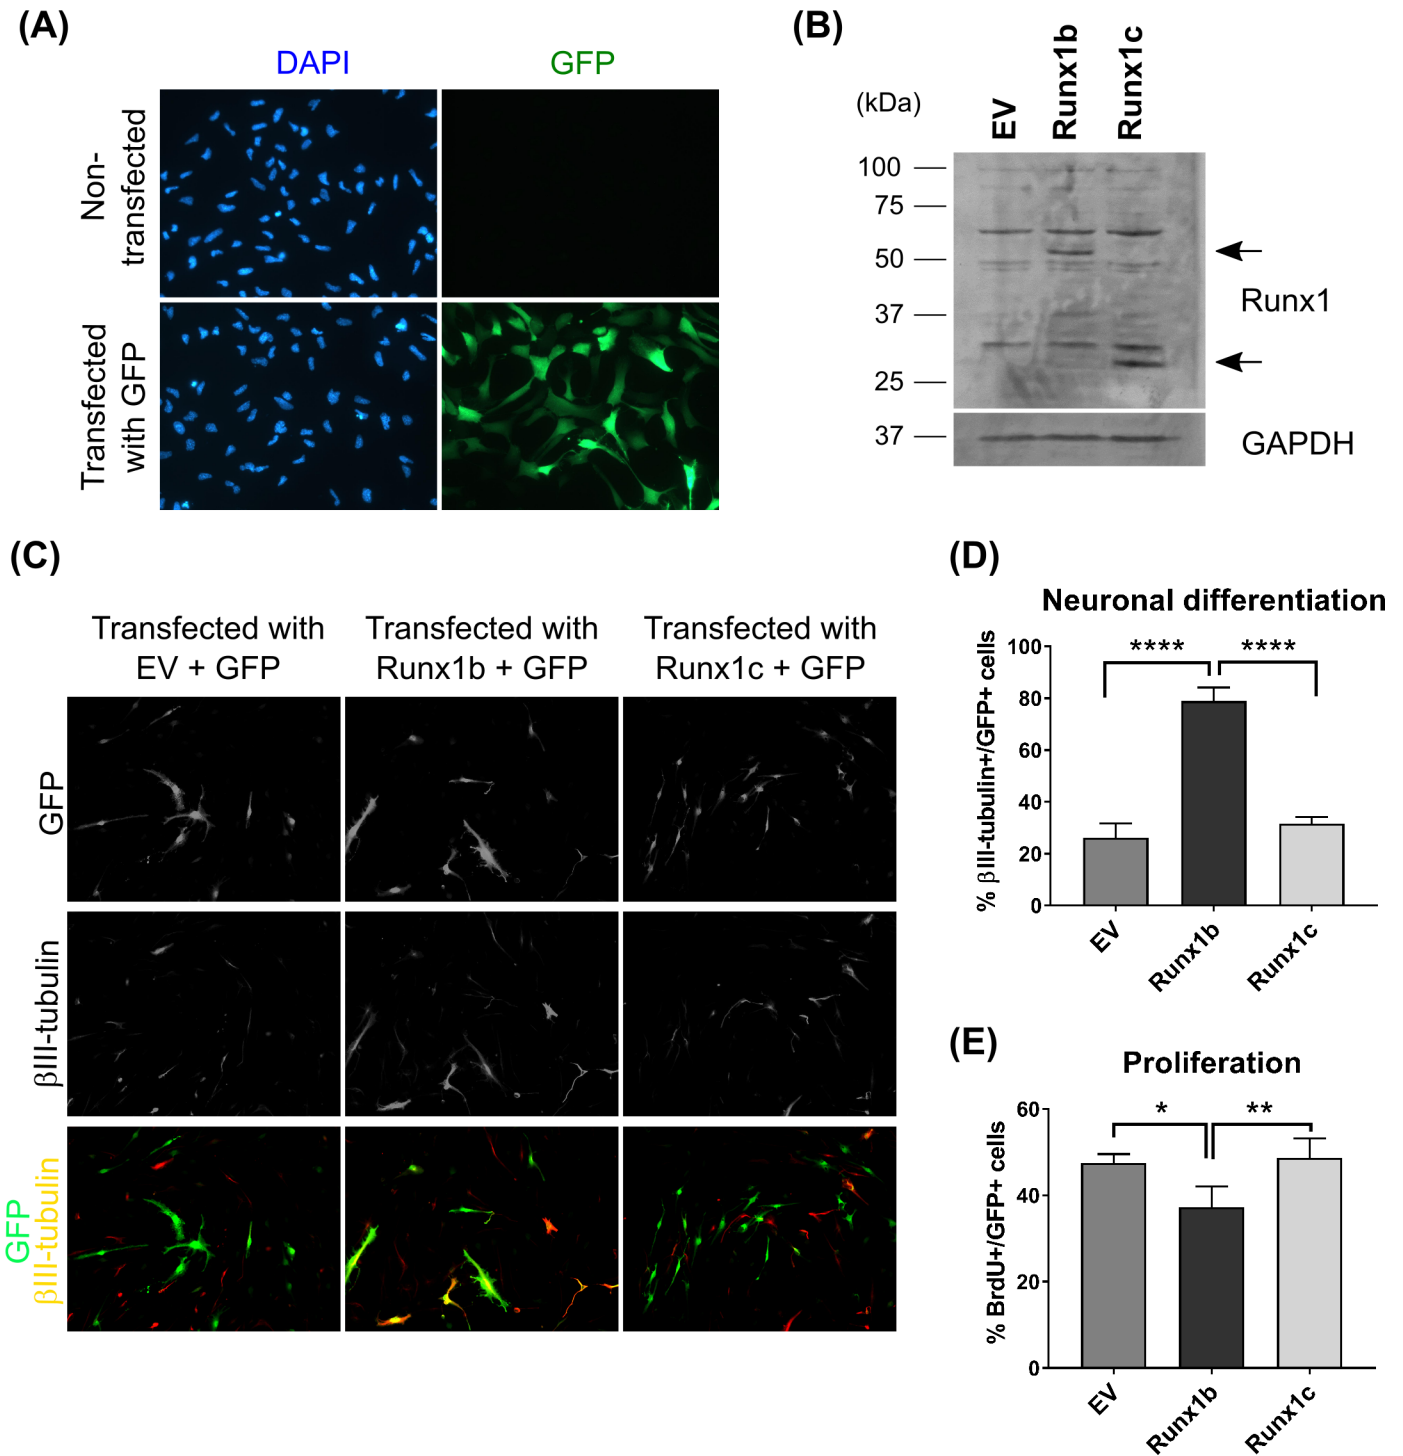 (A)
DAPI
GFP
Non-
transfected
Transfected
with GFP
(B)
(kDa)
EV
Runx1b
Runx1c
100
75
50
37
25
37
Runx1
GAPDH
(C)
Transfected with
EV + GFP
Transfected with
Runx1b + GFP
Transfected with
Runx1c + GFP
GFP
βIII-tubulin
GFP
βIII-tubulin
(D)
Neuronal differentiation
% βIII-tubulin+/GFP+ cells
100
80
60
40
20
0
****
****
EV
Runx1b
Runx1c
(E)
Proliferation
% BrdU+/GFP+ cells
60
40
20
0
*
**
EV
Runx1b
Runx1c